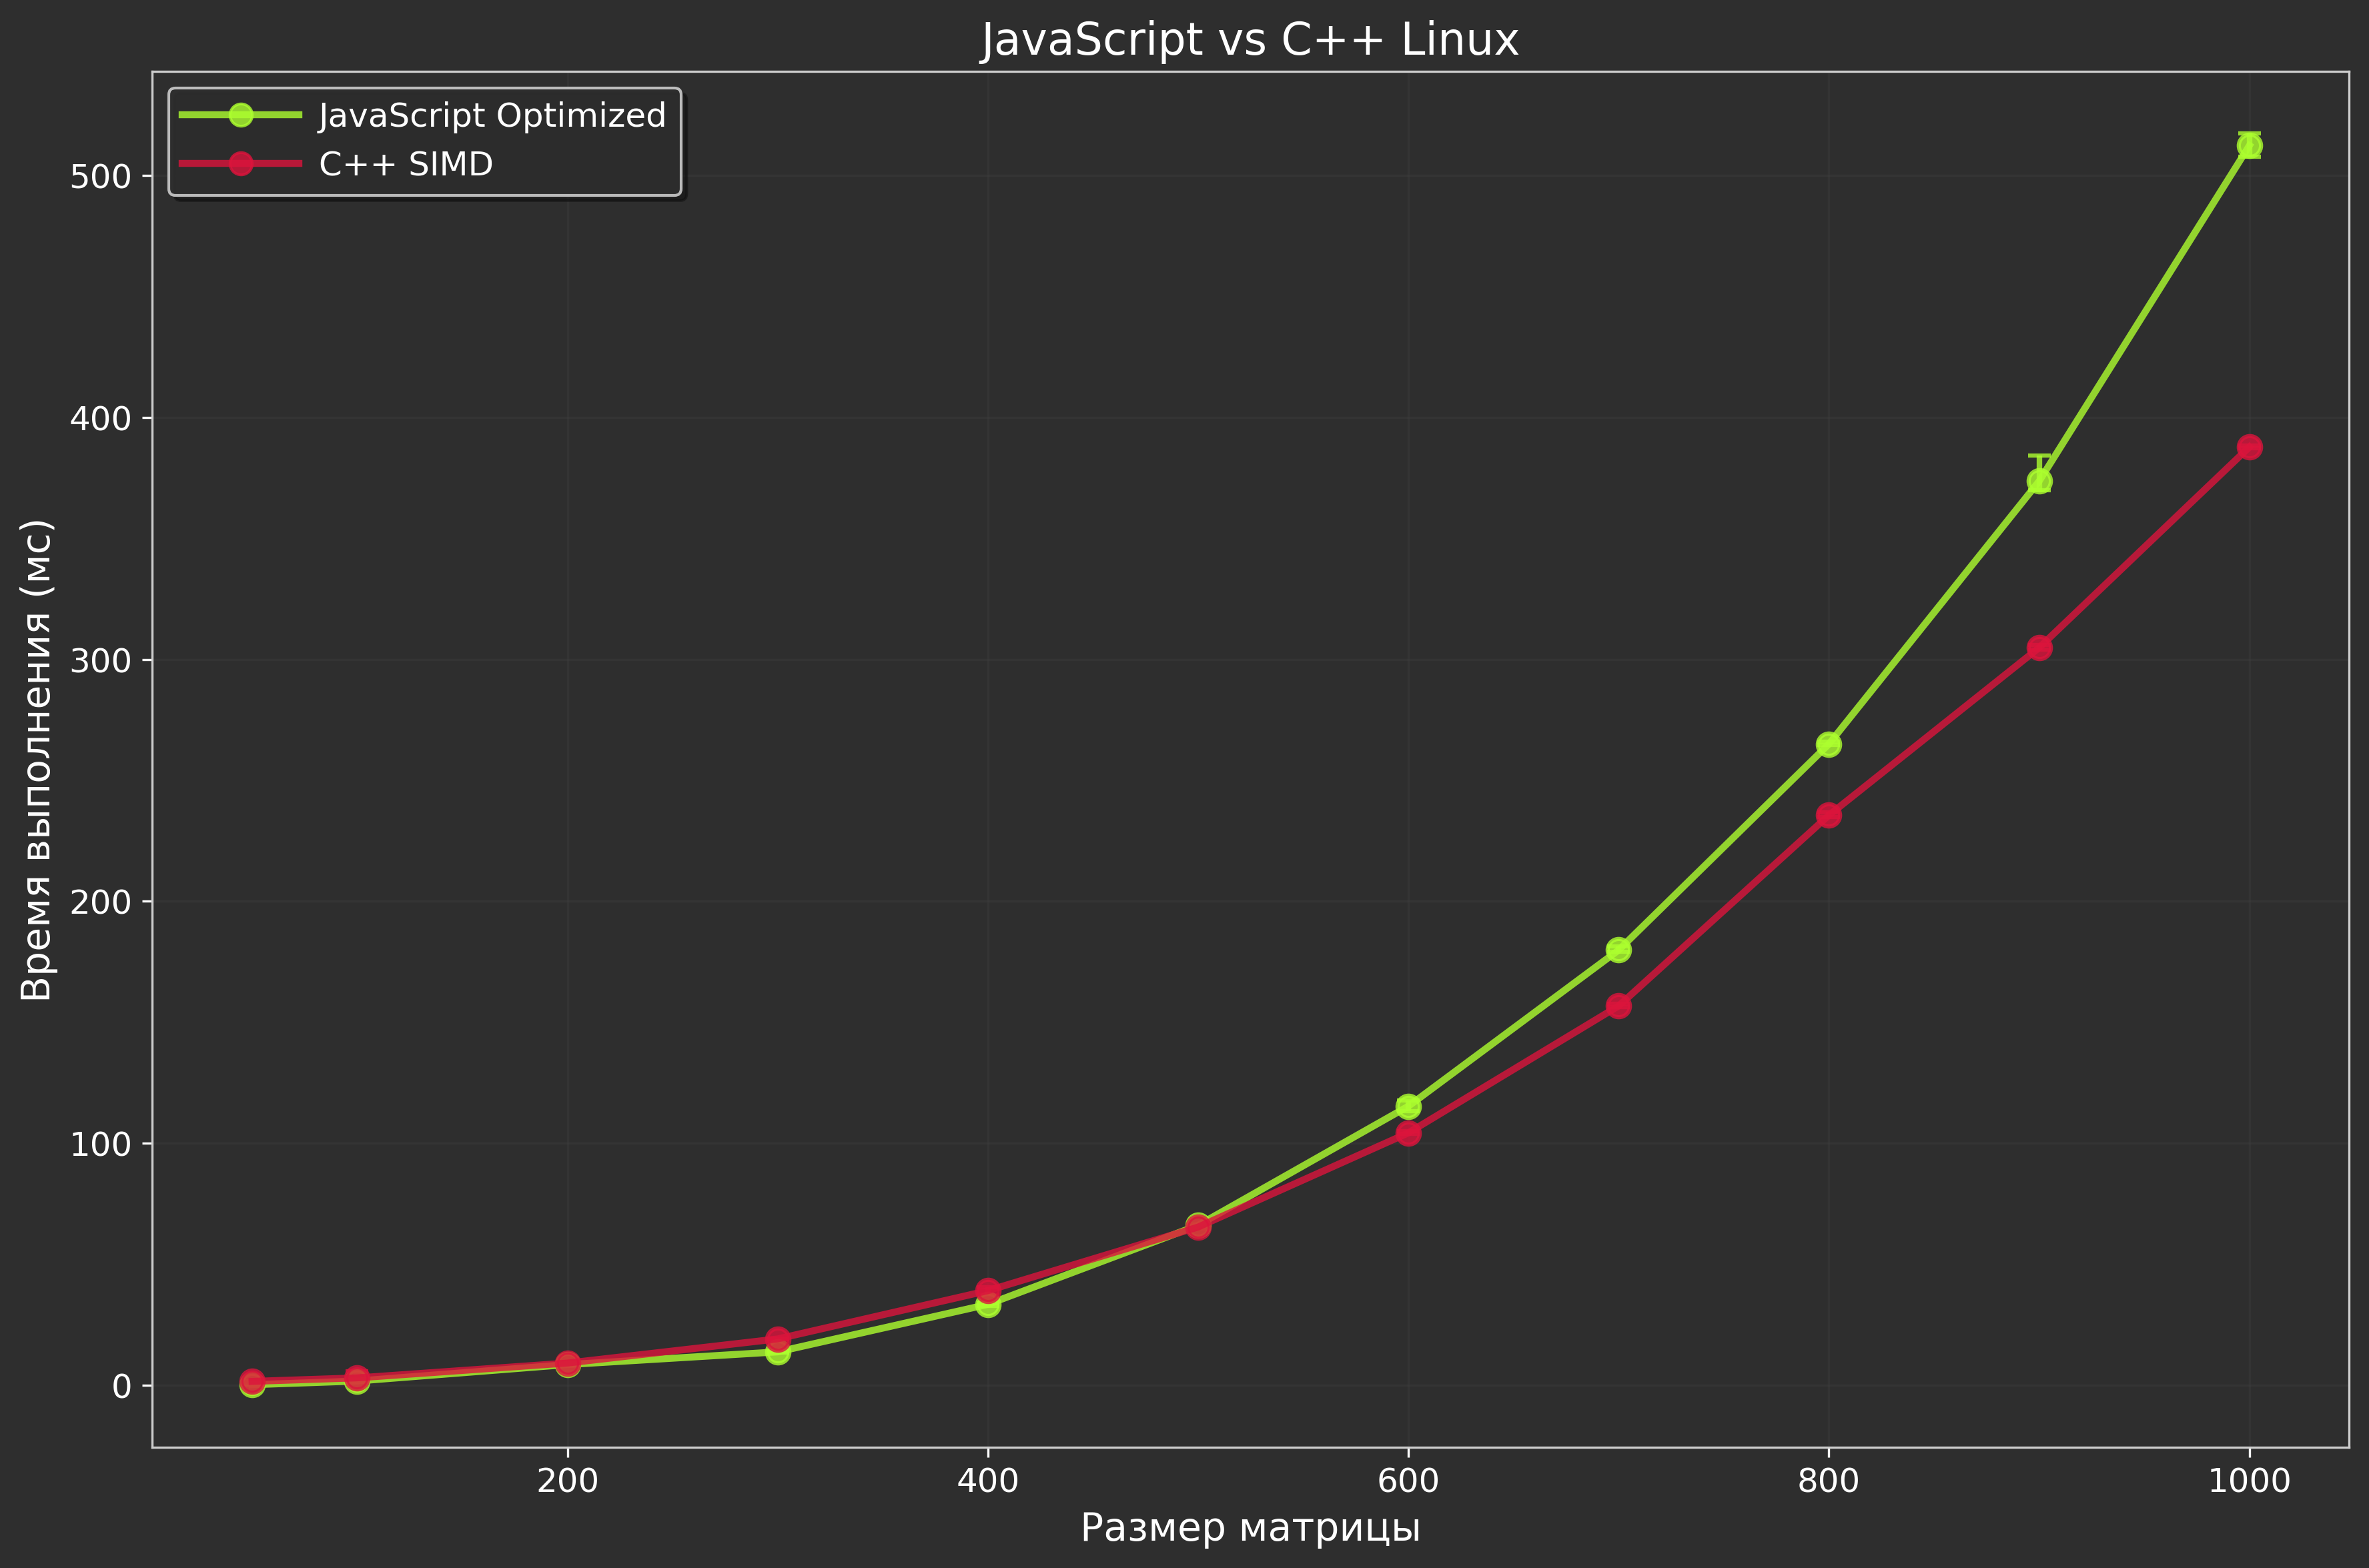 JavaScript vs C++ Linux
JavaScript Optimized
C++ SIMD
Время выполнения (мс)
500
400
300
200
100
0
200
400
600
800
1000
Размер матрицы